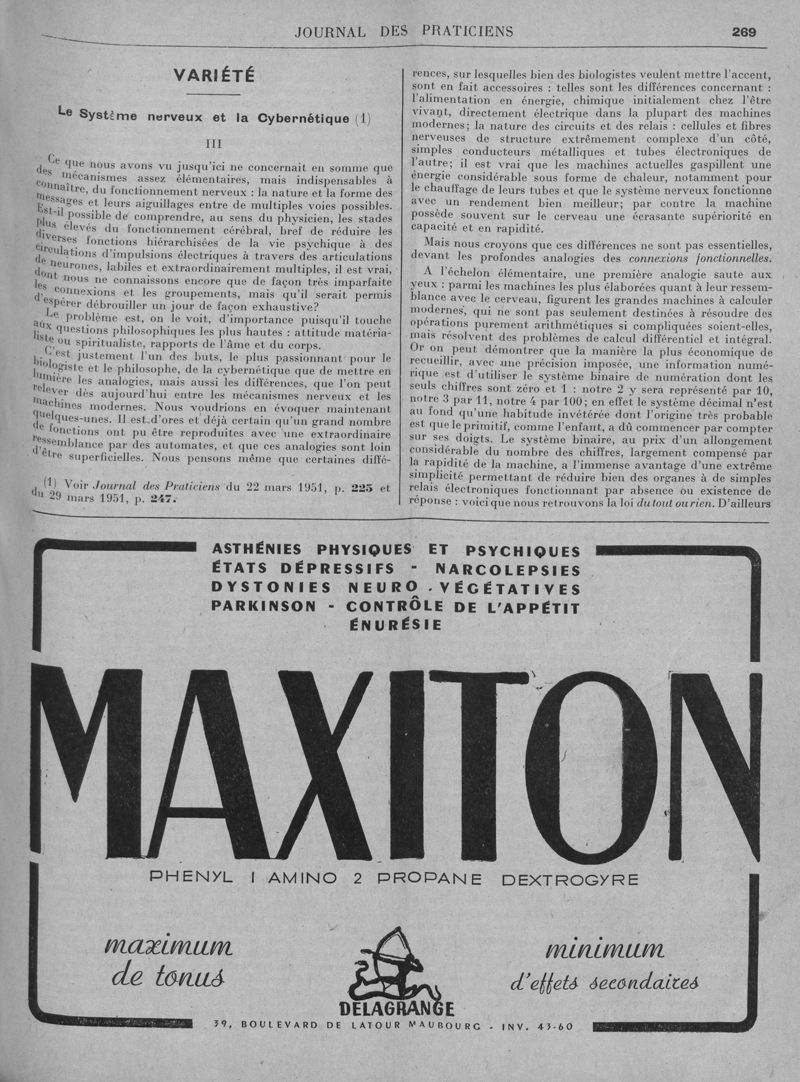 JOURNAL DES PRATICIENS
269
VARIÉTÉ
Le Système nerveux et la Cybernétique (1)
III
Ce que nous avons vu jusqu'ici ne concernait en somme que
des mécanismes assez élémentaires, mais indispensables à
connaître, du fonctionnement nerveux : la nature et la forme des
messages et leurs aiguillages entre de multiples voies possibles.
Est-il possible de comprendre, au sens du physicien, les stades
plus élevés du fonctionnement cérébral, bref de réduire les
diverses fonctions hiérarchisées de la vie psychique à des
circulations d'impulsions électriques à travers des articulations
de neurones, labiles et extraordinairement multiples, il est vrai,
dont nous ne connaissons encore que de façon très imparfaite
les connexions et les groupements, mais qu'il serait permis
d'espérer débrouiller un jour de façon exhaustive?
Le problème est, on le voit, d'importance puisqu'il touche
aux questions philosophiques les plus hautes : attitude matéria-
liste ou spiritualiste, rapports de l'âme et du corps.
C'est justement l'un des buts, le plus passionnant pour le
biologiste et le philosophe, de la cybernétique que de mettre en
lumière les analogies, mais aussi les différences, que l'on peut
relever dès aujourd'hui entre les mécanismes nerveux et les
machines modernes. Nous voudrions en évoquer maintenant
quelques-unes. Il est d'ores et déjà certain qu'un grand nombre
de fonctions ont pu être reproduites avec une extraordinaire
ressemblance par des automates, et que ces analogies sont loin
d'être superficielles. Nous pensons même que certaines diffé-
(1) Voir Journal des Praticiens du 22 mars 1951, p. 225 et
du 29 mars 1951, p. 247.
rences, sur lesquelles bien des biologistes veulent mettre l'accent,
sont en fait accessoires : telles sont les différences concernant :
l'alimentation en énergie, chimique initialement chez l'être
vivant, directement électrique dans la plupart des machines
modernes; la nature des circuits et des relais : cellules et fibres
nerveuses de structure extrêmement complexe d'un côté,
simples conducteurs métalliques et tubes électroniques de
l'autre; il est vrai que les machines actuelles gaspillent une
énergie considérable sous forme de chaleur, notamment pour
le chauffage de leurs tubes et que le système nerveux fonctionne
avec un rendement bien meilleur; par contre la machine
possède souvent sur le cerveau une écrasante supériorité en
capacité et en rapidité.
Mais nous croyons que ces différences ne sont pas essentielles,
devant les profondes analogies des connexions fonctionnelles.
A l'échelon élémentaire, une première analogie saute aux
yeux : parmi les machines les plus élaborées quant à leur ressem-
blance avec le cerveau, figurent les grandes machines à calculer
modernes, qui ne sont pas seulement destinées à résoudre des
opérations purement arithmétiques si compliquées soient-elles,
mais résolvent des problèmes de calcul différentiel et intégral.
Or on peut démontrer que la manière la plus économique de
recueillir, avec une précision imposée, une information numé-
rique est d'utiliser le système binaire de numération dont les
seuls chiffres sont zéro et 1 : notre 2 y sera représenté par 10,
notre 3 par 11, notre 4 par 100; en effet le système décimal n'est
au fond qu'une habitude invétérée dont l'origine très probable
est que le primitif, comme l'enfant, a dû commencer par compter
sur ses doigts. Le système binaire, au prix d'un allongement
considérable du nombre des chiffres, largement compensé par
la rapidité de la machine, a l'immense avantage d'une extrême
simplicité permettant de réduire bien des organes à de simples
relais électroniques fonctionnant par absence ou existence de
réponse : voici que nous retrouvons la loi du tout ou rien. D'ailleurs
ASTHÉNIES PHYSIQUES ET PSYCHIQUES
ÉTATS DÉPRESSIFS - NARCOLEPSIES
DYSTONIES NEURO-VÉGÉTATIVES
PARKINSON - CONTRÔLE DE L'APPÉTIT
ÉNURÉSIE
MAXITON
PHENYL 1 AMINO 2 PROPANE DEXTROGYRE
maximum
de tonus
minimum
d'effets secondaires
DELAGRANGE
39, BOULEVARD DE LATOUR MAUBOURG - INV. 43-60